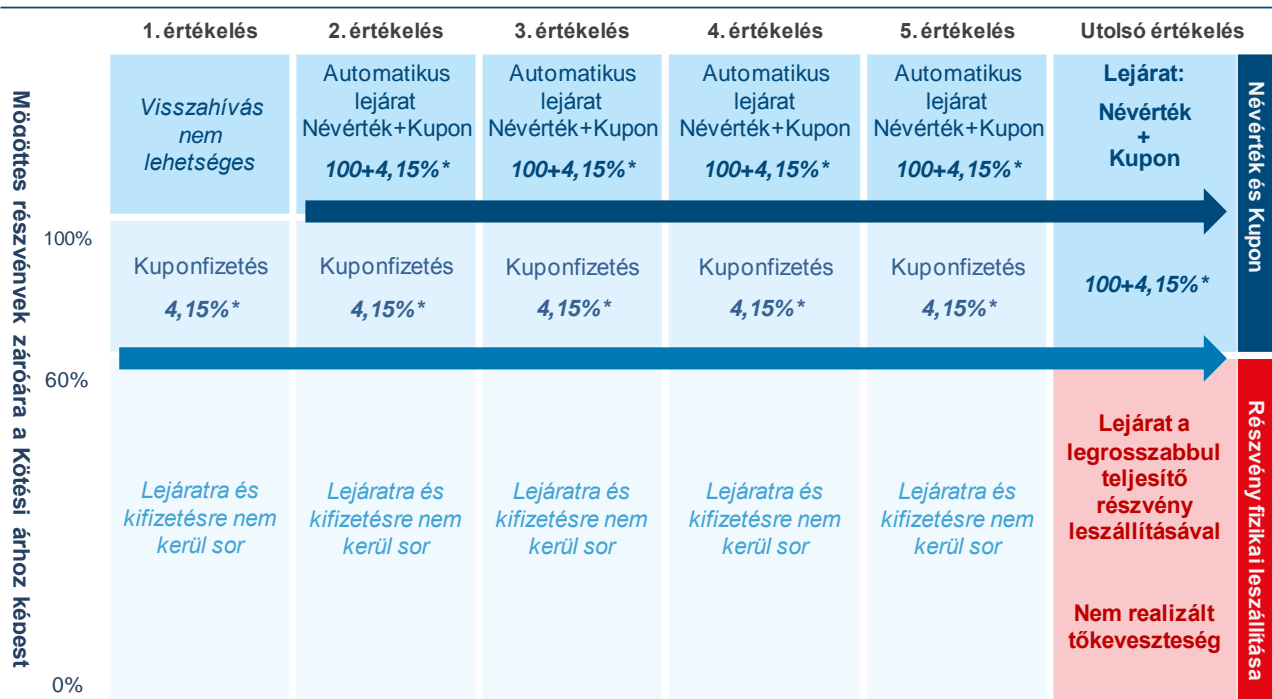 1. értékelés
2. értékelés
3. értékelés
4. értékelés
5. értékelés
Utolsó értékelés
Mögöttes részvények záróára a Kötési árhoz képest
100%
60%
0%
Visszahívás
nem
lehetséges
Automatikus
lejárat
Névérték+Kupon
100+4,15%*
Automatikus
lejárat
Névérték+Kupon
100+4,15%*
Automatikus
lejárat
Névérték+Kupon
100+4,15%*
Automatikus
lejárat
Névérték+Kupon
100+4,15%*
Lejárat:
Névérték
+
Kupon
Kuponfizetés
4,15%*
Kuponfizetés
4,15%*
Kuponfizetés
4,15%*
Kuponfizetés
4,15%*
Kuponfizetés
4,15%*
100+4,15%*
Névérték és Kupon
Lejáratra és
kifizetésre nem
kerül sor
Lejáratra és
kifizetésre nem
kerül sor
Lejáratra és
kifizetésre nem
kerül sor
Lejáratra és
kifizetésre nem
kerül sor
Lejáratra és
kifizetésre nem
kerül sor
Lejárat a
legrosszabbul
teljesítő
részvény
leszállításával
Nem realizált
tőkeveszteség
Részvény fizikai leszállítása